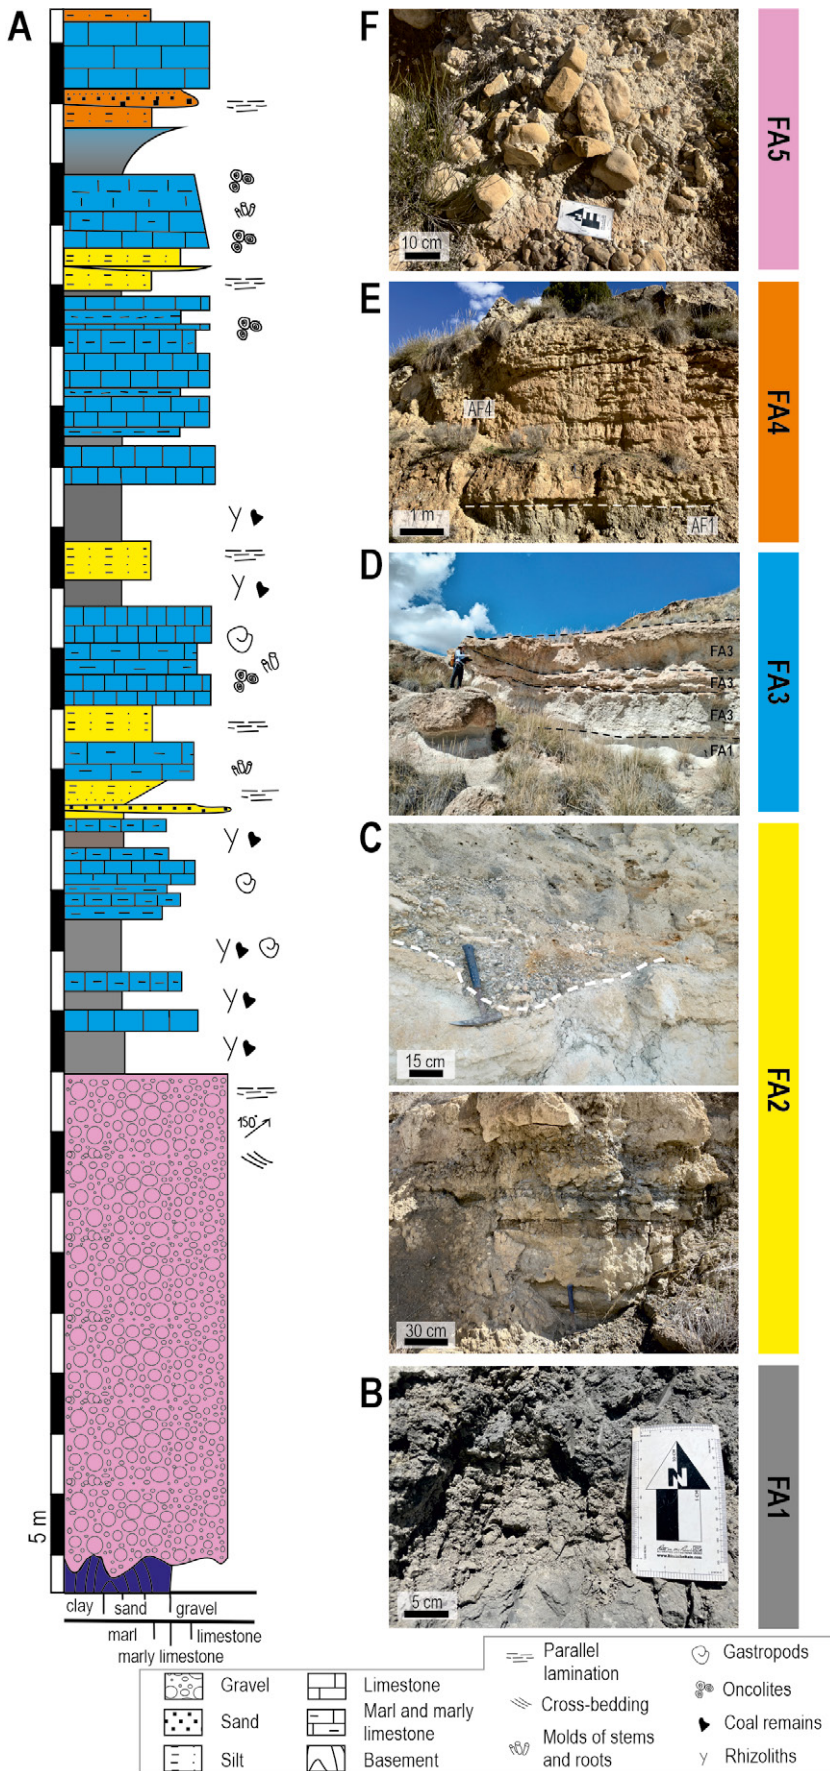 A
F
10 cm
FA5
E
AF4
1 m
AF1
FA4
D
FA3
FA3
FA3
FA1
FA3
C
15 cm
30 cm
FA2
B
N
5 cm
FA1
150°
5 m
clay
sand
gravel
marl
limestone
marly limestone
Gravel
Sand
Silt
Limestone
Marl and marly
limestone
Basement
Parallel
lamination
Cross-bedding
Molds of stems
and roots
Gastropods
Oncolites
Coal remains
Rhizoliths